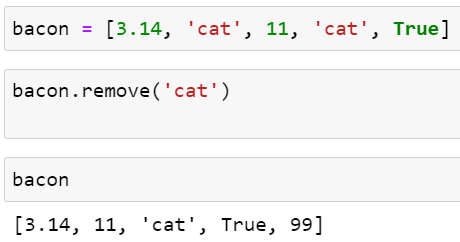 bacon = [3.14, 'cat', 11, 'cat', True]
bacon.remove('cat')
bacon
[3.14, 11, 'cat', True, 99]